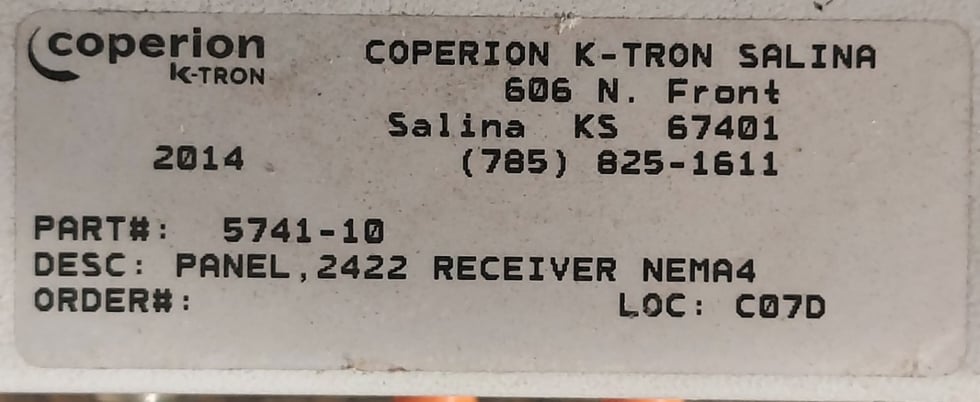 coperion
K-TRON
COPERION K-TRON SALINA
606 N. Front
Salina KS 67401
2014 (785) 825-1611
PART#: 5741-10
DESC: PANEL,2422 RECEIVER NEMA4
ORDER#: LOC: C07D